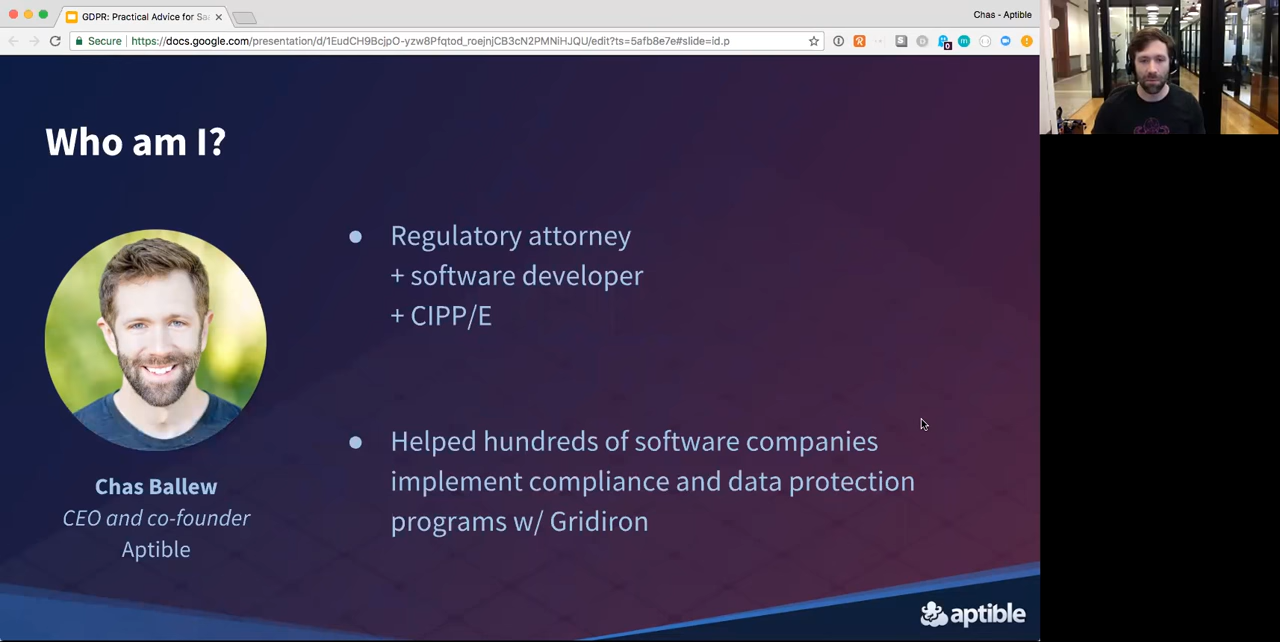 GDPR: Practical Advice for Sa
Chas - Aptible
Secure
https://docs.google.com/presentation/d/1EudCH9BcjpO-yzw8Pfqtod_roejnjCB3cN2PMNiHJQU/edit?ts=5afb8e7e#slide=id.p
Who am I?
● Regulatory attorney
+ software developer
+ CIPP/E
● Helped hundreds of software companies
implement compliance and data protection
programs w/ Gridiron
Chas Ballew
CEO and co-founder
Aptible
aptible